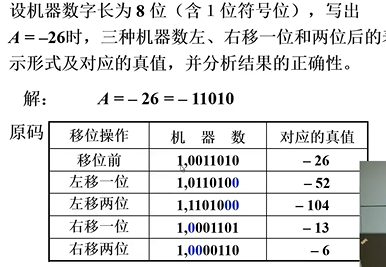 设机器数字长为 8 位（含 1 位符号位），写出
A = –26时，三种机器数左、右移一位和两位后的
示形式及对应的真值，并分析结果的正确性。
解： A = – 26 = – 11010
原码
移位操作 机 器 数 对应的真值
移位前 1,0011010 – 26
左移一位 1,0110100 – 52
左移两位 1,1101000 – 104
右移一位 1,0001101 – 13
右移两位 1,0000110 – 6